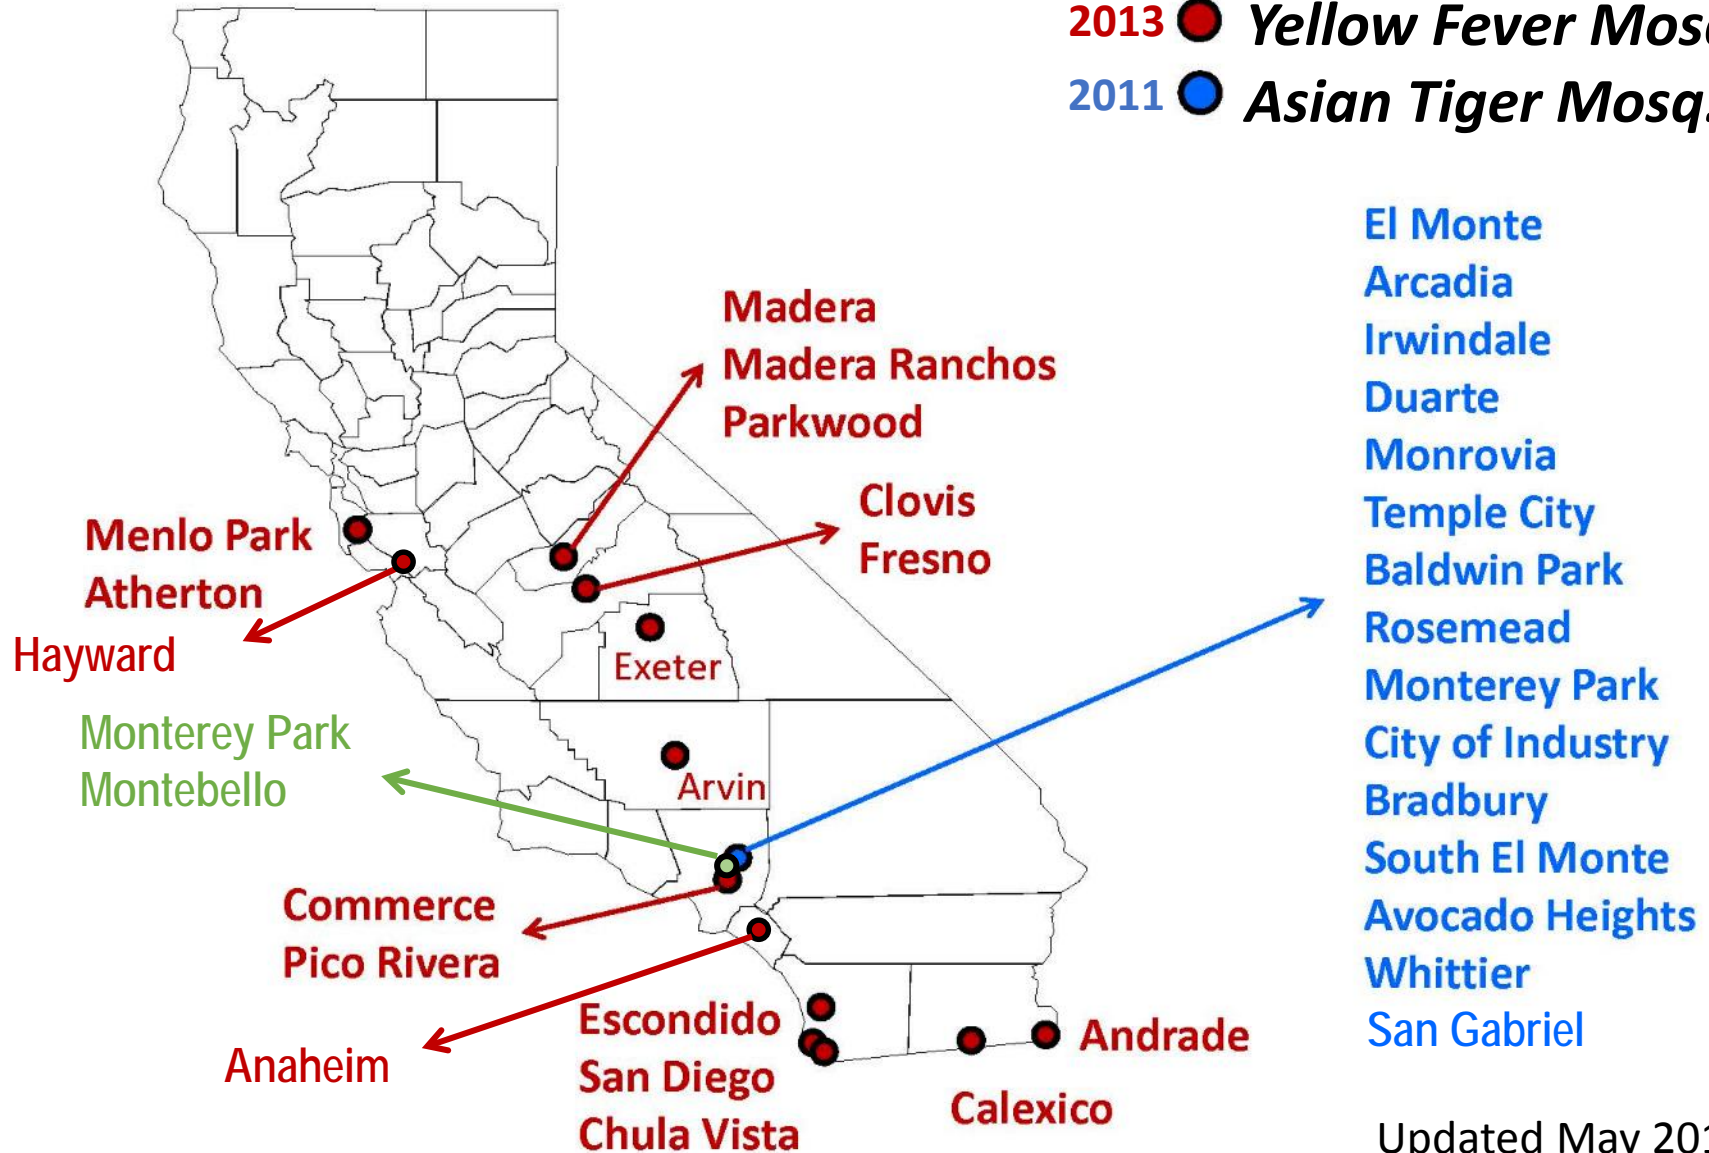 2013 Yellow Fever
2011 Asian Tiger
El Monte
Arcadia
Irwindale
Duarte
Monrovia
Temple City
Baldwin Park
Rosemead
Monterey Park
City of Industry
Bradbury
South El Monte
Avocado Heights
Whittier
San Gabriel
Madera
Madera Ranchos
Parkwood
Clovis
Fresno
Menlo Park
Atherton
Hayward
Exeter
Monterey Park
Montebello
Arvin
Commerce
Pico Rivera
Anaheim
Escondido
San Diego
Chula Vista
Andrade
Calexico
Updated May